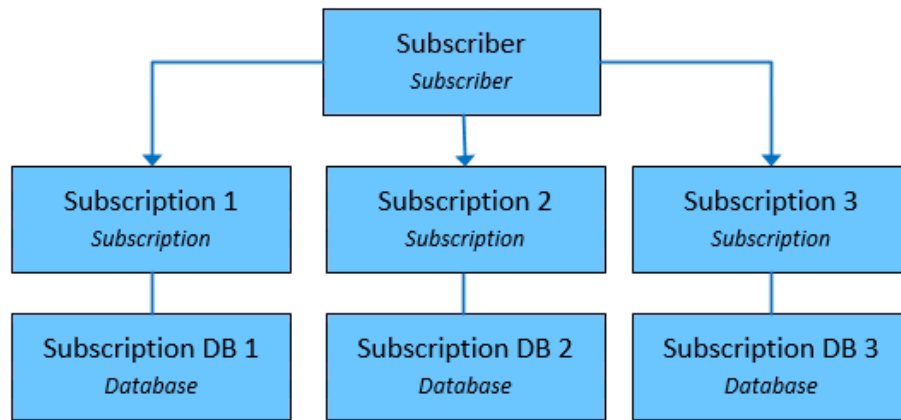 Subscriber
Subscriber
Subscription 1
Subscription
Subscription 2
Subscription
Subscription 3
Subscription
Subscription DB 1
Database
Subscription DB 2
Database
Subscription DB 3
Database